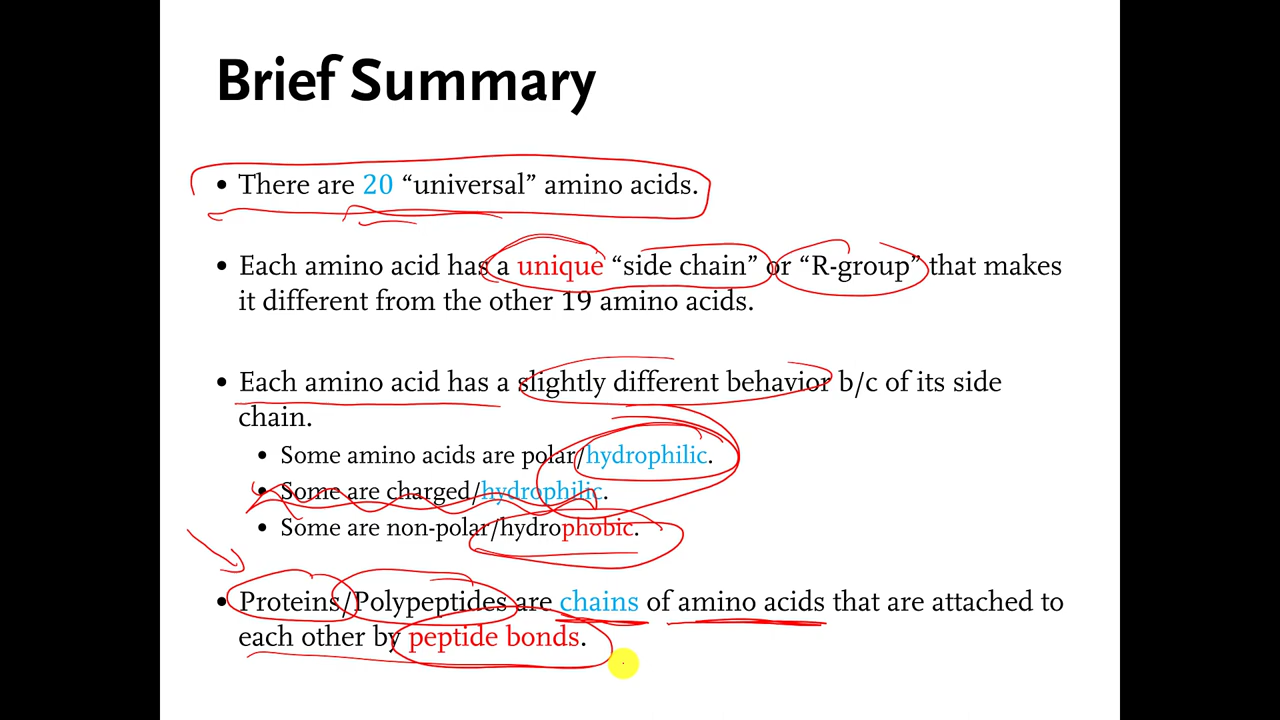 Brief Summary
• There are 20 “universal” amino acids.
• Each amino acid has a unique “side chain” or “R-group” that makes
it different from the other 19 amino acids.
• Each amino acid has a slightly different behavior b/c of its side
chain.
• Some amino acids are polar/hydrophilic.
• Some are charged/hydrophilic.
• Some are non-polar/hydrophobic.
• Proteins/Polypeptides are chains of amino acids that are attached to
each other by peptide bonds.